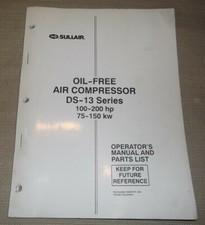 SULLAIR
OIL-FREE
AIR COMPRESSOR
DS-13 Series
100-200 hp
75-150 kw
OPERATOR'S
MANUAL AND
PARTS LIST
KEEP FOR
FUTURE
REFERENCE